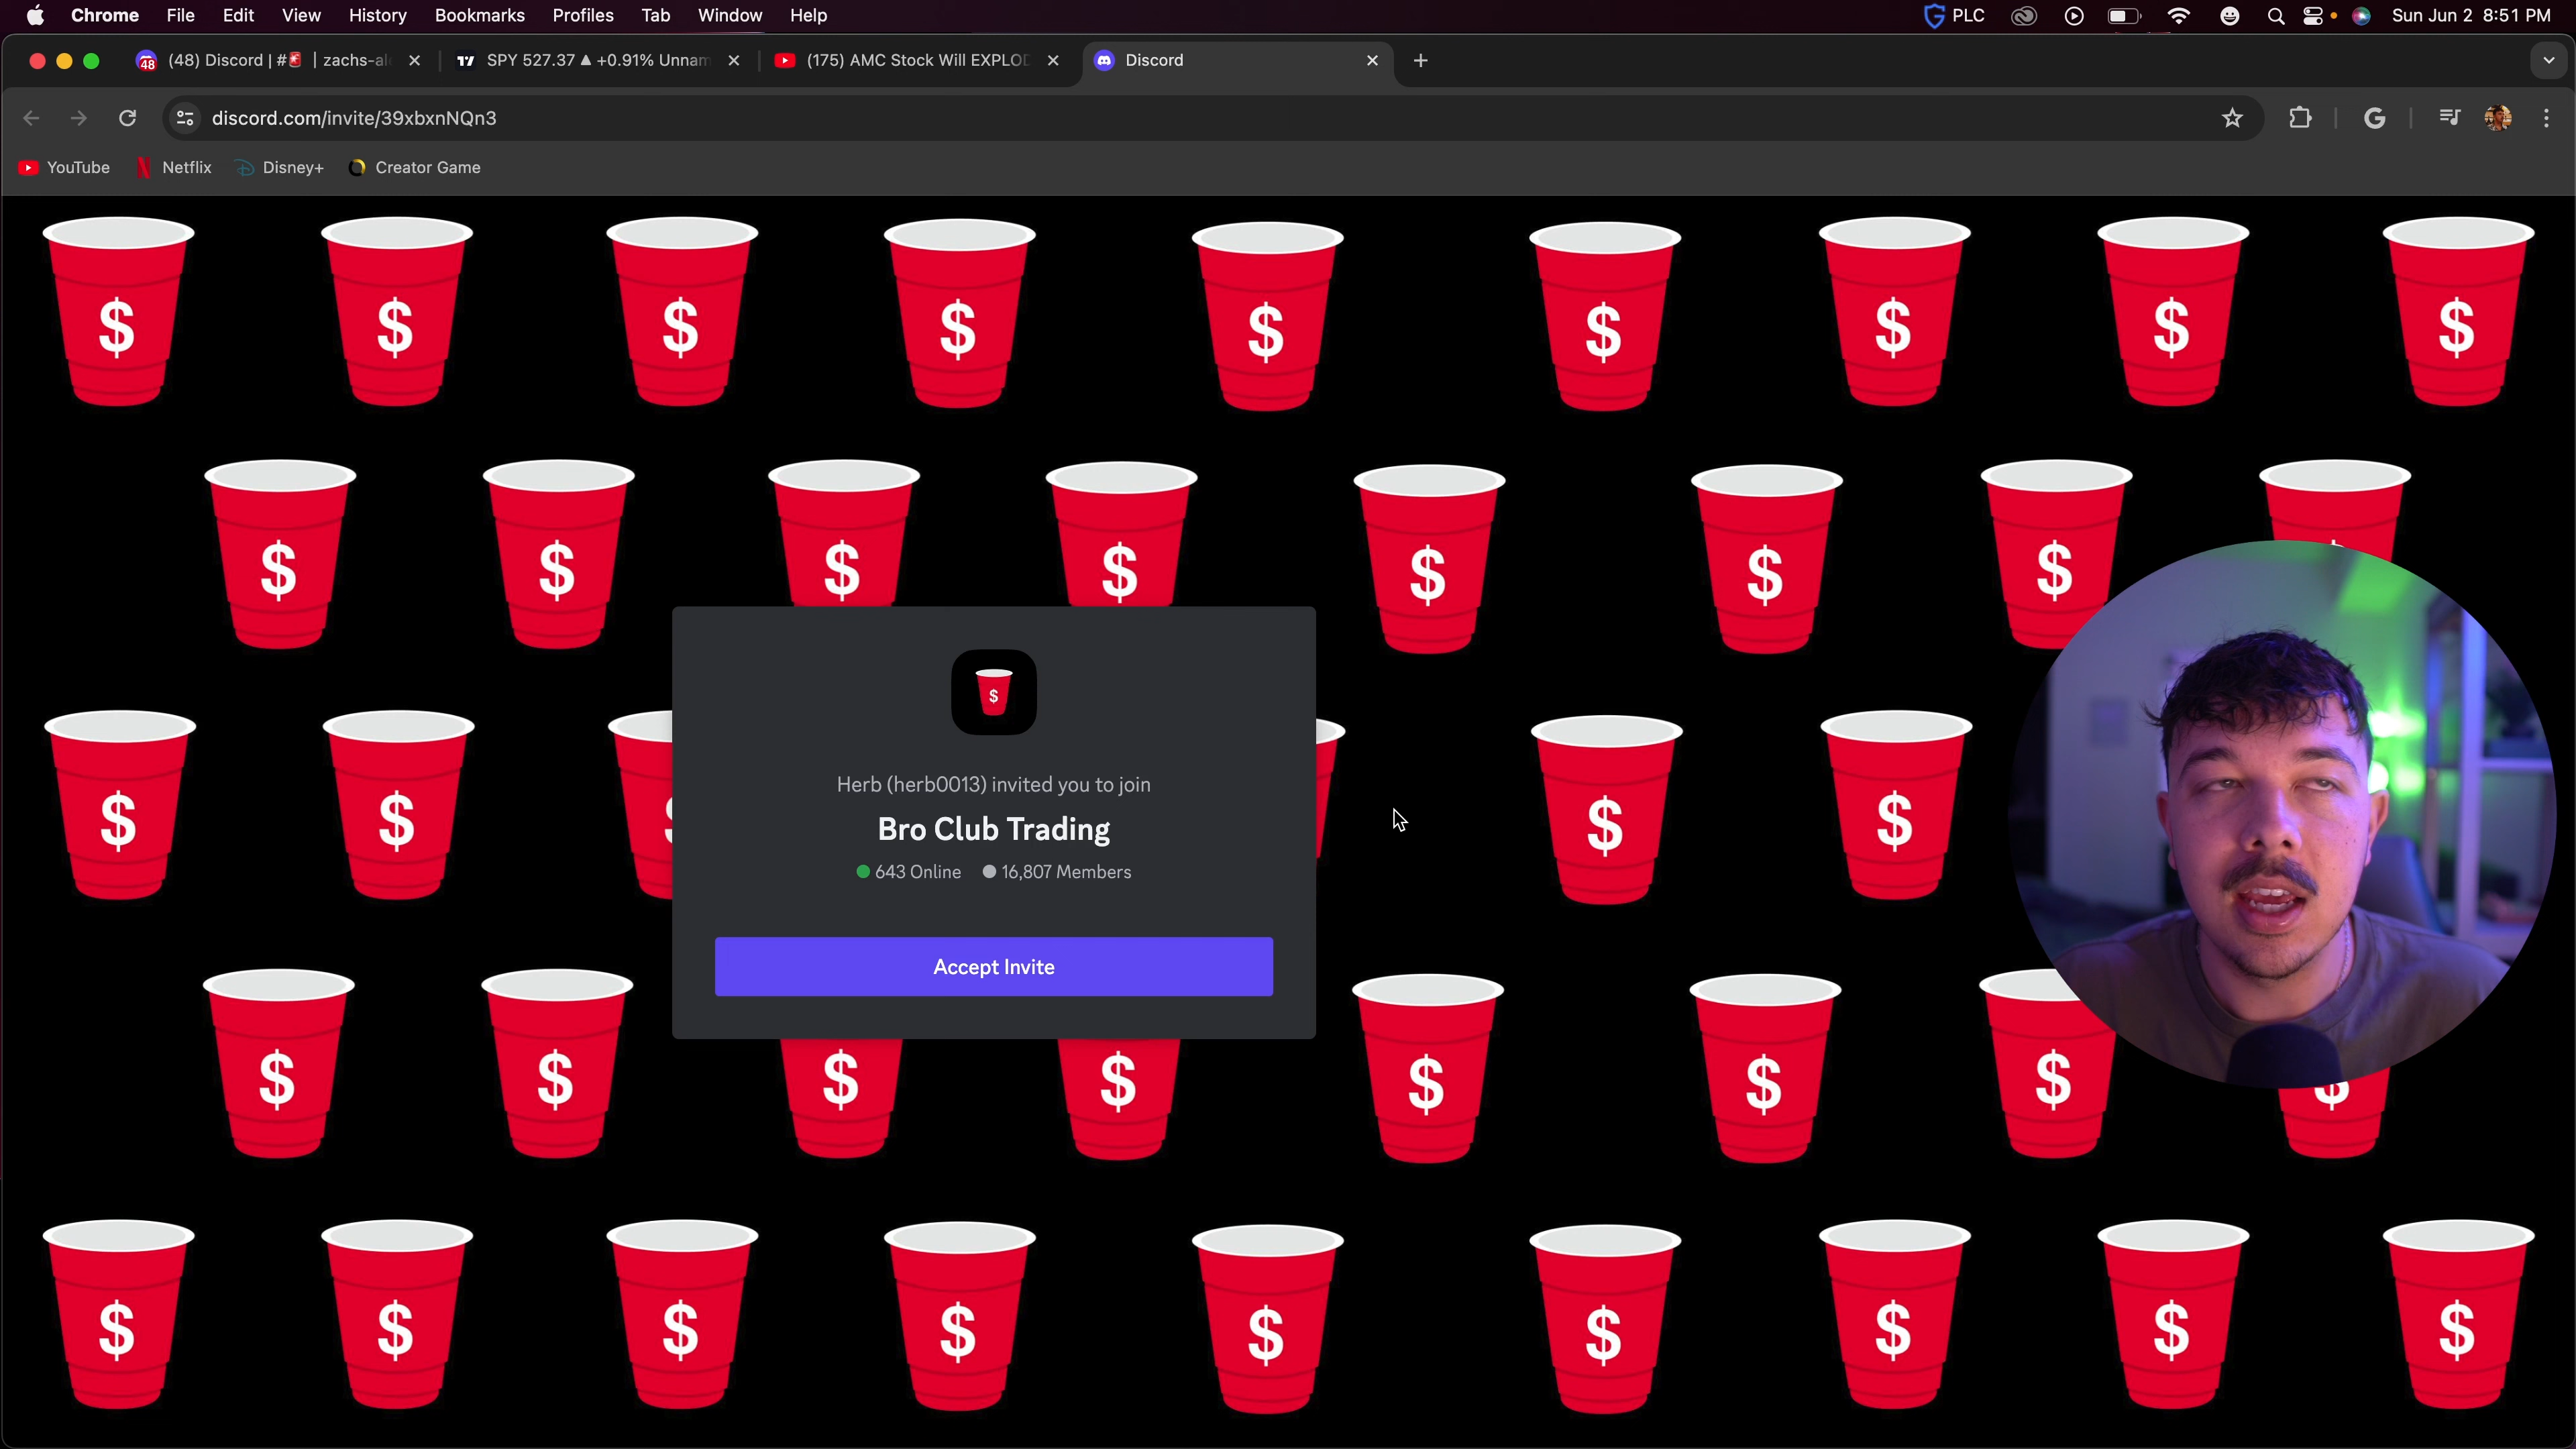 Chrome File Edit View History Bookmarks Profiles Tab Window Help PLC Sun Jun 2 8:51 PM
48 (48) Discord | # | zachs-al SPY 527.37 +0.91% Unnam (175) AMC Stock Will EXPLOD Discord
discord.com/invite/39xbxnNQn3 G
YouTube Netflix Disney+ Creator Game
$ $ $ $ $ $ $ $ $
$ $ $ $ $ $ $
$
Herb (herb0013) invited you to join
$ $ $ $
Bro Club Trading
643 Online 16,807 Members
Accept Invite
$ $ $ $ $ $ $ $
$ $ $ $ $ $ $ $ $